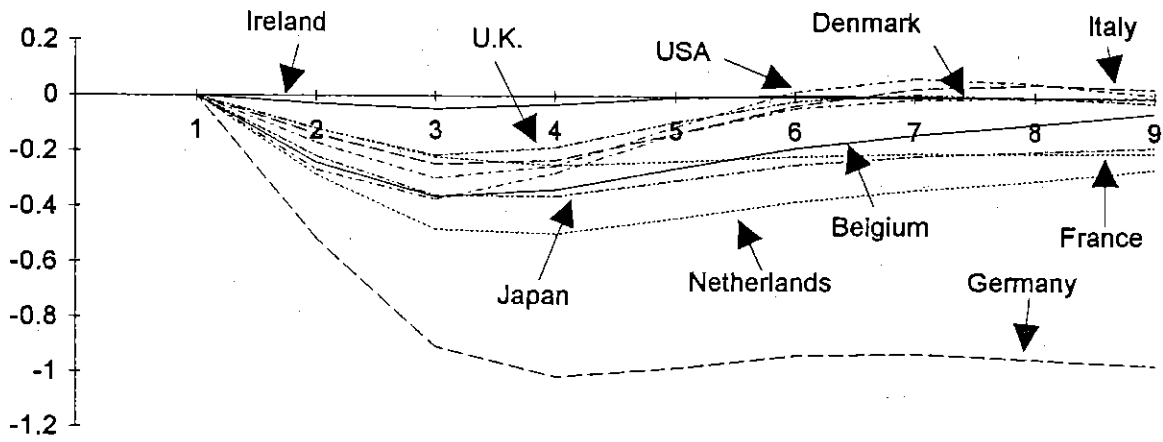 Ireland
U.K.
USA
Denmark
Italy
0.2
0
-0.2
-0.4
-0.6
-0.8
-1
-1.2
1 2 3 4 5 6 7 8 9
Japan
Netherlands
Belgium
France
Germany